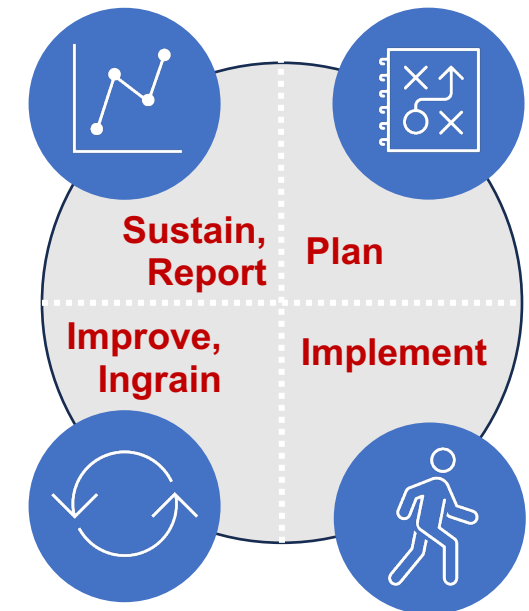 Sustain,
Report
Plan
Improve,
Ingrain
Implement